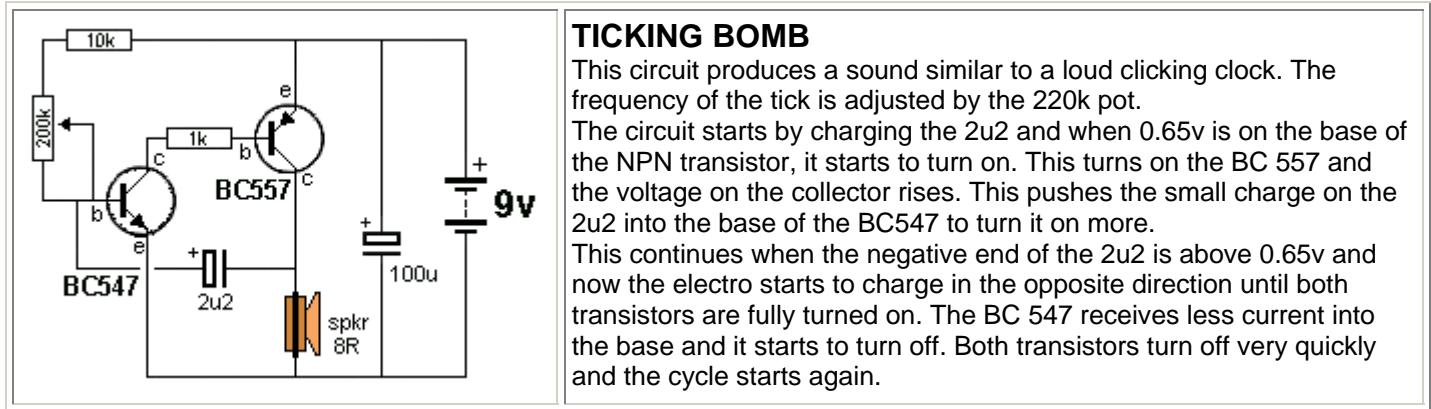 10k
e
200k
1k
b
c
BC557
c
b
e
BC547
+
2u2
+
100u
+
9v
spkr
8R
TICKING BOMB
This circuit produces a sound similar to a loud clicking clock. The
frequency of the tick is adjusted by the 220k pot.
The circuit starts by charging the 2u2 and when 0.65v is on the base of
the NPN transistor, it starts to turn on. This turns on the BC 557 and
the voltage on the collector rises. This pushes the small charge on the
2u2 into the base of the BC547 to turn it on more.
This continues when the negative end of the 2u2 is above 0.65v and
now the electro starts to charge in the opposite direction until both
transistors are fully turned on. The BC 547 receives less current into
the base and it starts to turn off. Both transistors turn off very quickly
and the cycle starts again.